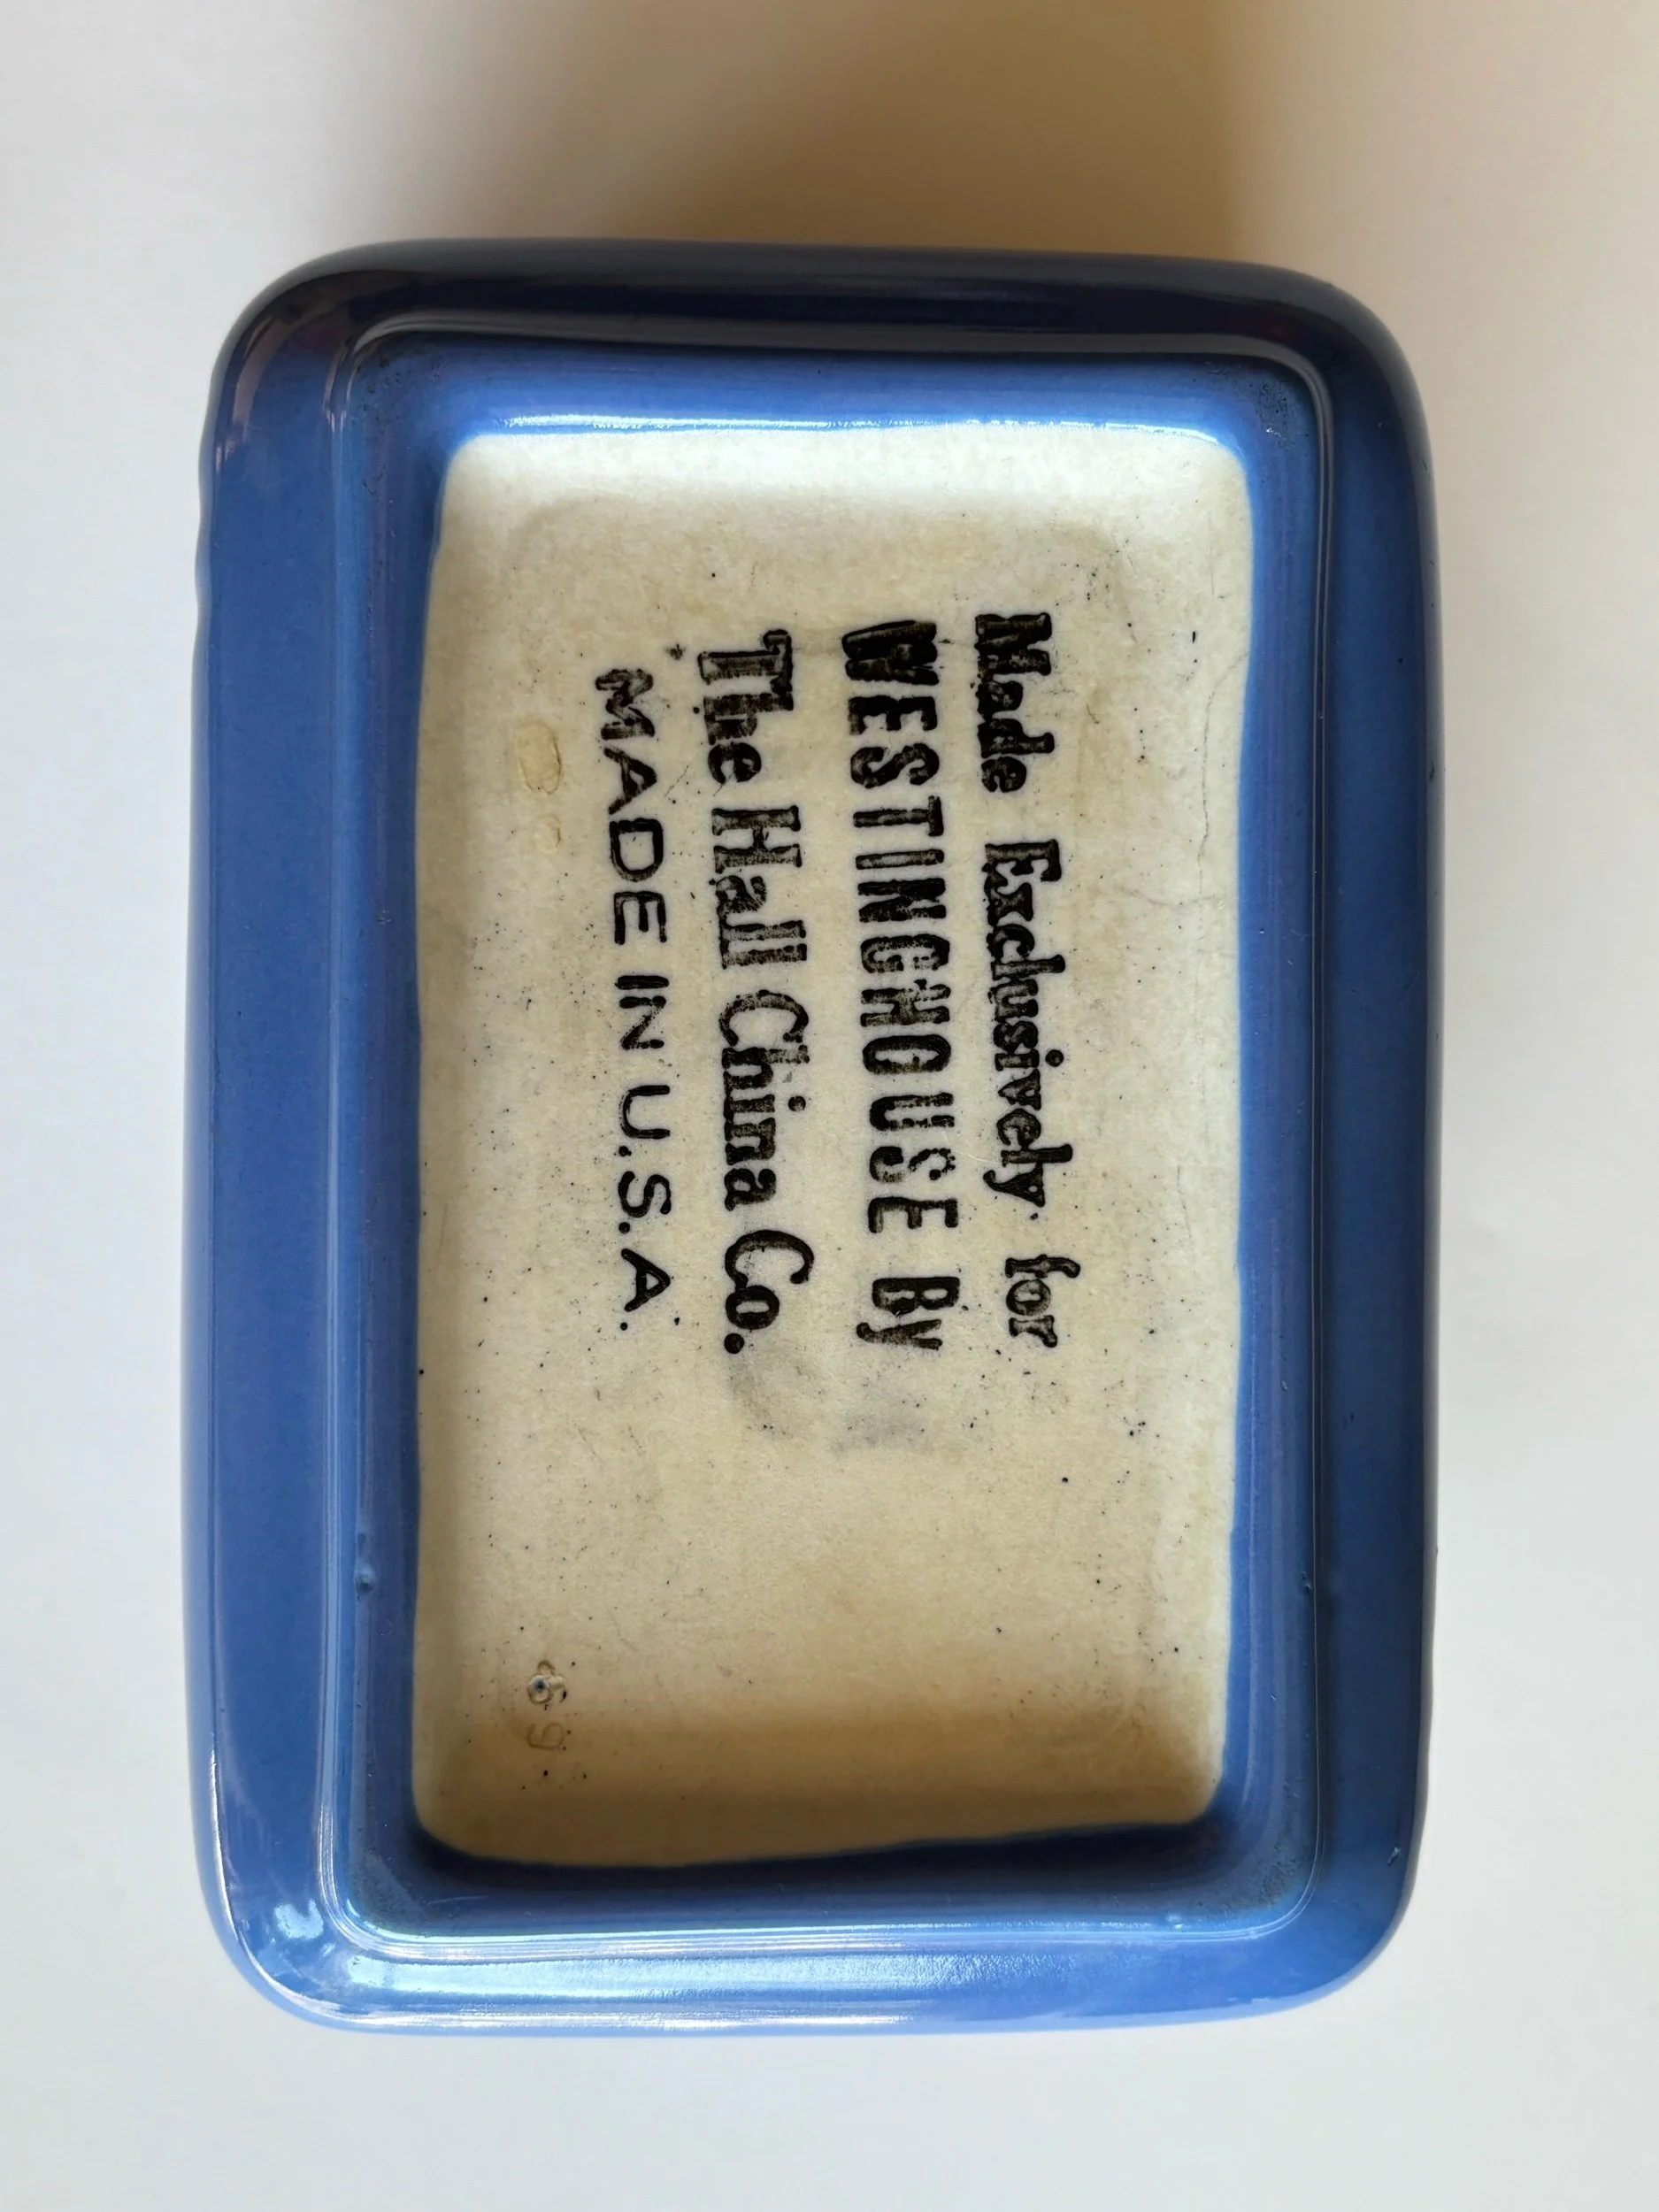 Made Exclusively for
WESTINGHOUSE By
The Hall China Co.
MADE IN U.S.A.